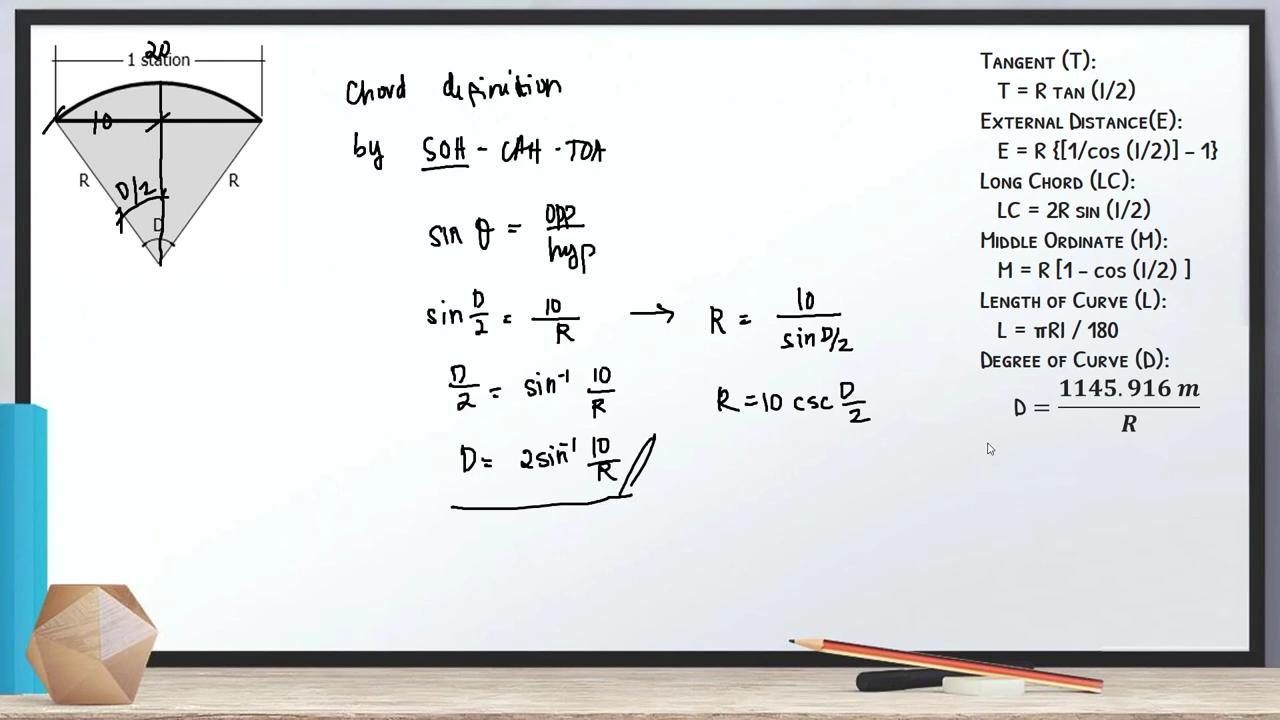 20
1 station
10
R
R
D/2
D
Chord definition
by SOH - CAH - TOA
sin θ = opp/hyp
sin D/2 = 10/R → R = 10/sin D/2
D/2 = sin⁻¹ 10/R
R = 10 csc D/2
D = 2sin⁻¹ 10/R
TANGENT (T):
T = R TAN (I/2)
EXTERNAL DISTANCE(E):
E = R {[1/cos (I/2)] - 1}
LONG CHORD (LC):
LC = 2R SIN (I/2)
MIDDLE ORDINATE (M):
M = R [1 - cos (I/2) ]
LENGTH OF CURVE (L):
L = πRI / 180
DEGREE OF CURVE (D):
D = 1145.916 m / R